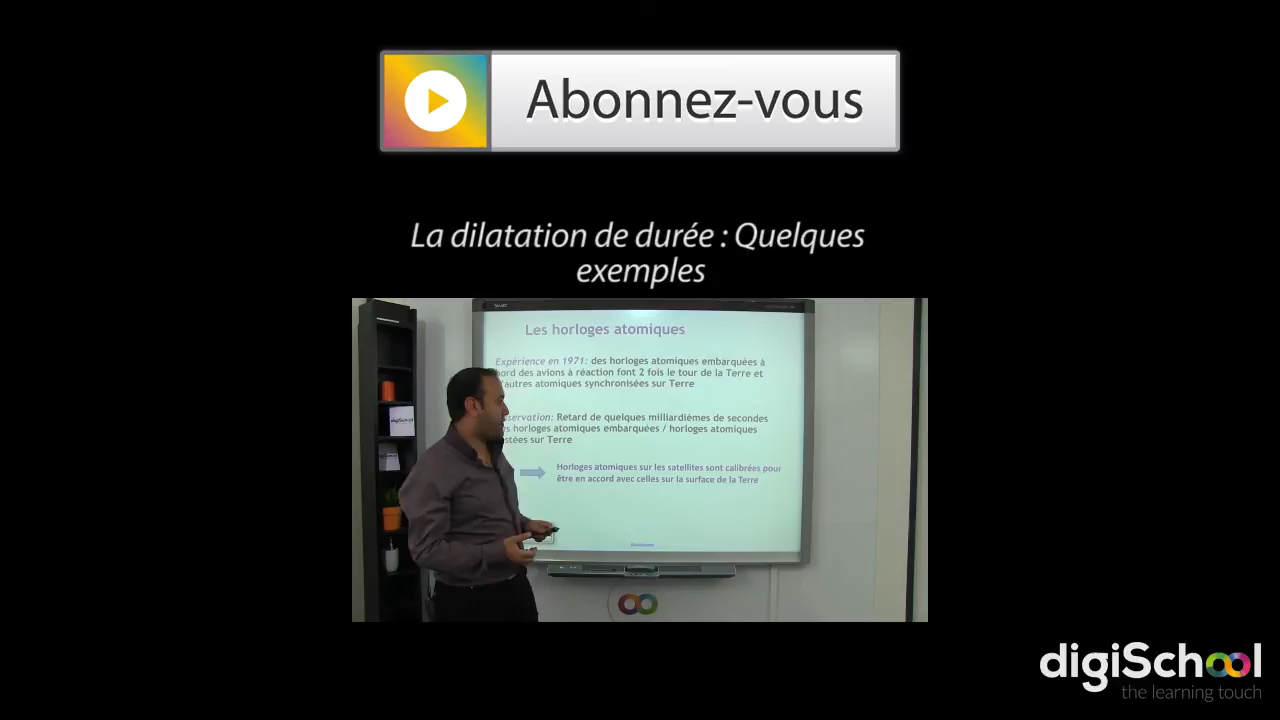 Abonnez-vous
La dilatation de durée : Quelques
exemples
Les horloges atomiques
Expérience en 1971: des horloges atomiques embarquées à
bord des avions à réaction font 2 fois le tour de la Terre et
d'autres atomiques synchronisées sur Terre
Observation: Retard de quelques milliardièmes de secondes
horloges atomiques embarquées / horloges atomiques
sur Terre
Horloges atomiques sur les satellites sont calibrées pour
être en accord avec celles sur la surface de la Terre
digiSchool
digiSchool
digiSchool
the learning touch